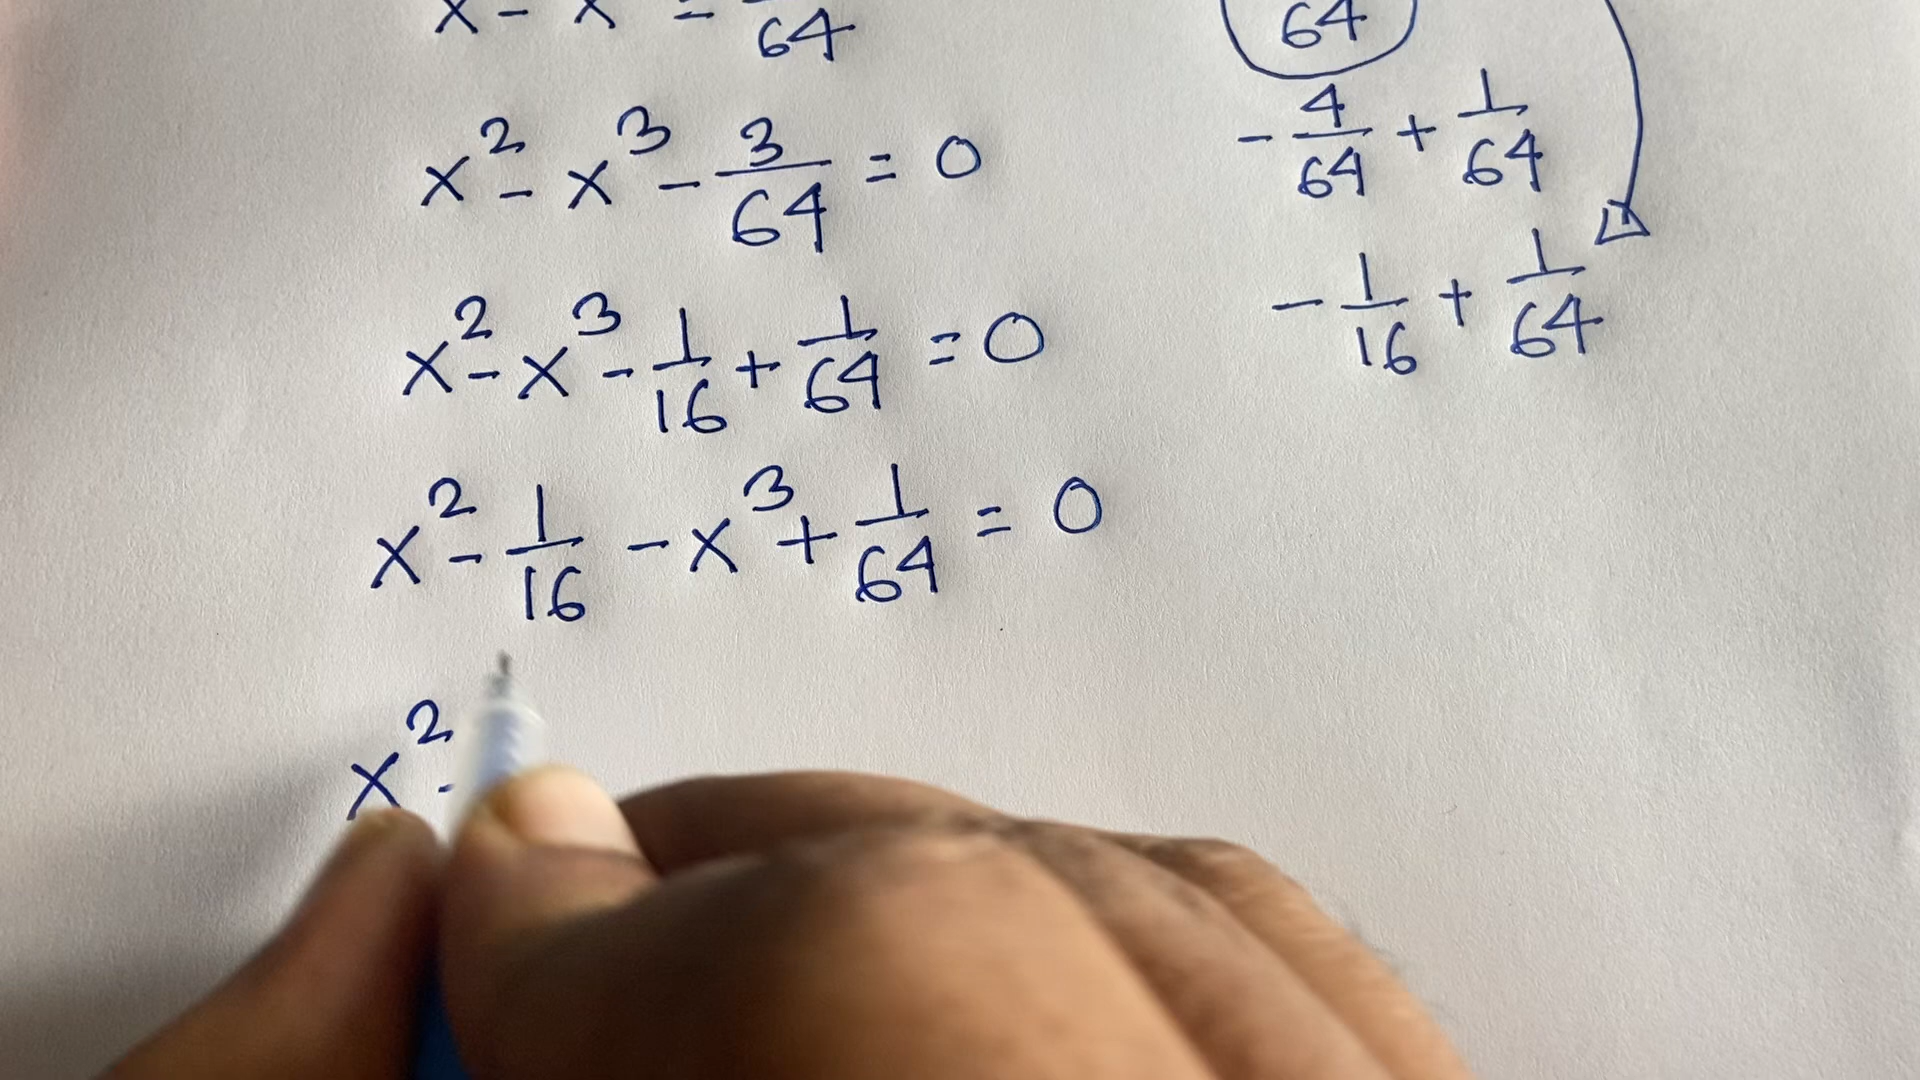 x² - x³ - 3/64 = 0
x² - x³ - 1/16 + 1/64 = 0
x² - 1/16 - x³ + 1/64 = 0
x² -
64
- 4/64 + 1/64
- 1/16 + 1/64